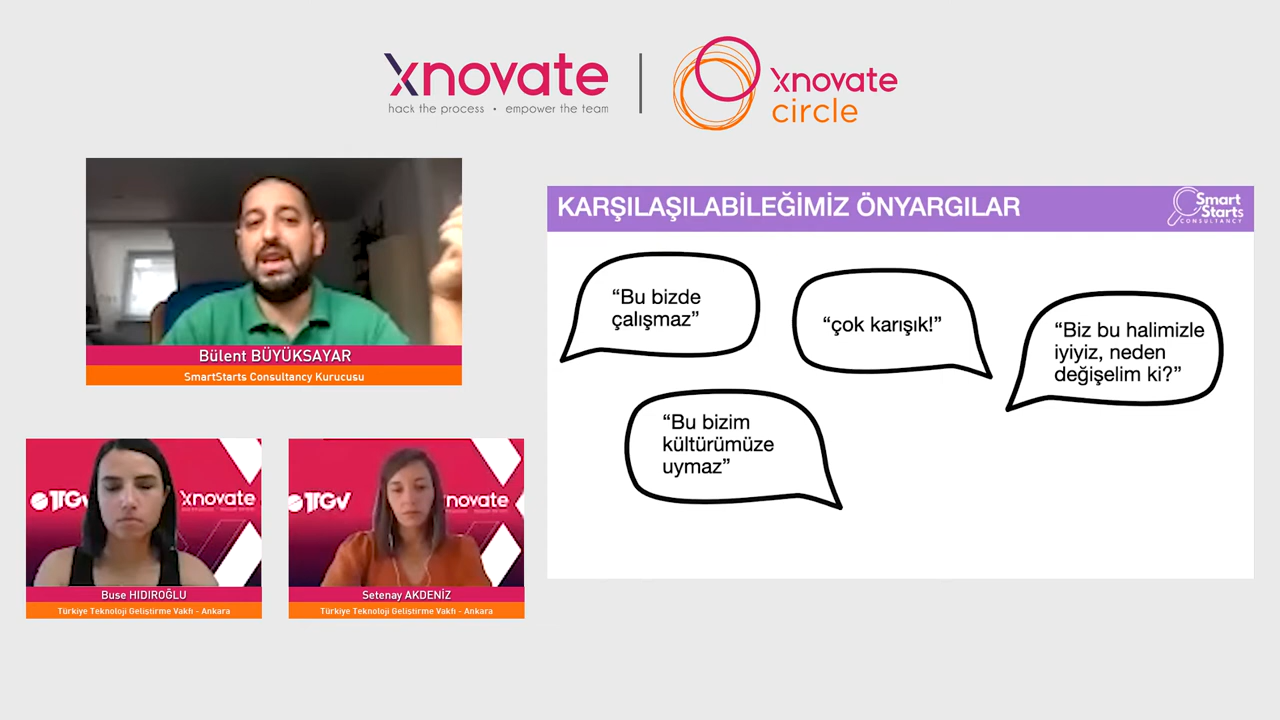 xnovate
hack the process • empower the team
xnovate
circle
Bülent BÜYÜKSAYAR
SmartStarts Consultancy Kurucusu
KARŞILAŞILABİLEĞİMİZ ÖNYARGILAR
Smart
Starts
CONSULTANCY
“Bu bizde
çalışmaz”
“çok karışık!”
“Biz bu halimizle
iyiyiz, neden
değişelim ki?”
“Bu bizim
kültürümüze
uymaz”
TTGV
xnovate
Buse HIDIROĞLU
Türkiye Teknoloji Geliştirme Vakfı - Ankara
TTGV
xnovate
Setenay AKDENİZ
Türkiye Teknoloji Geliştirme Vakfı - Ankara